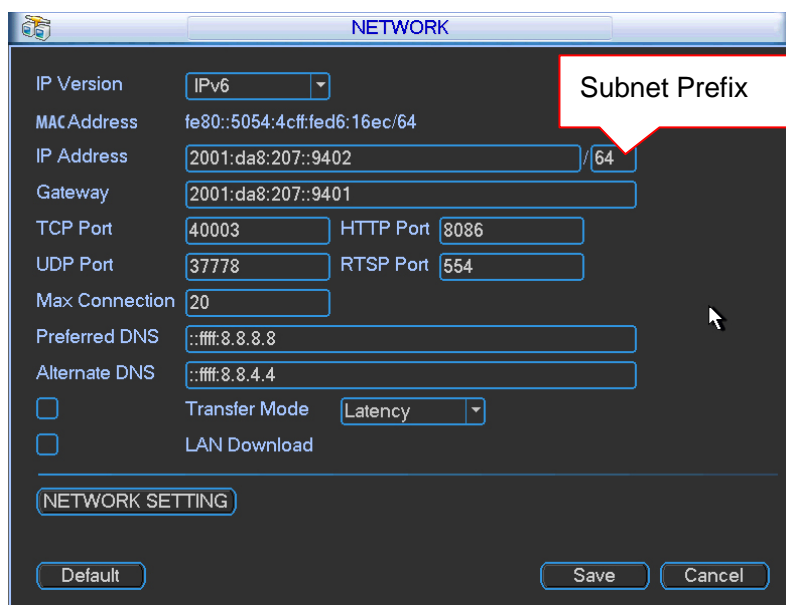 NETWORK
IP Version IPv6
Subnet Prefix
MAC Address fe80::5054:4cff:fed6:16ec/64
IP Address 2001:da8:207::9402 / 64
Gateway 2001:da8:207::9401
TCP Port 40003 HTTP Port 8086
UDP Port 37778 RTSP Port 554
Max Connection 20
Preferred DNS ::ffff:8.8.8.8
Alternate DNS ::ffff:8.8.4.4
Transfer Mode Latency
LAN Download
NETWORK SETTING
Default Save Cancel